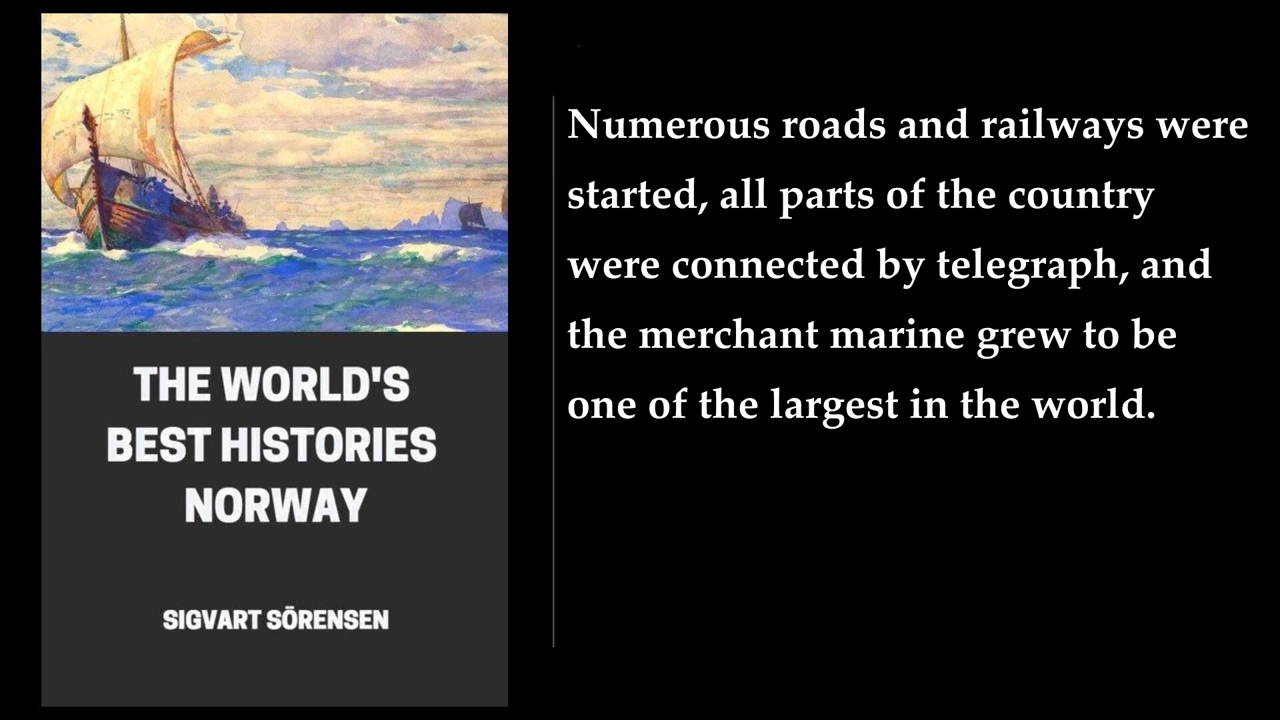 THE WORLD'S
BEST HISTORIES
NORWAY
SIGVART SÖRENSEN
Numerous roads and railways were
started, all parts of the country
were connected by telegraph, and
the merchant marine grew to be
one of the largest in the world.